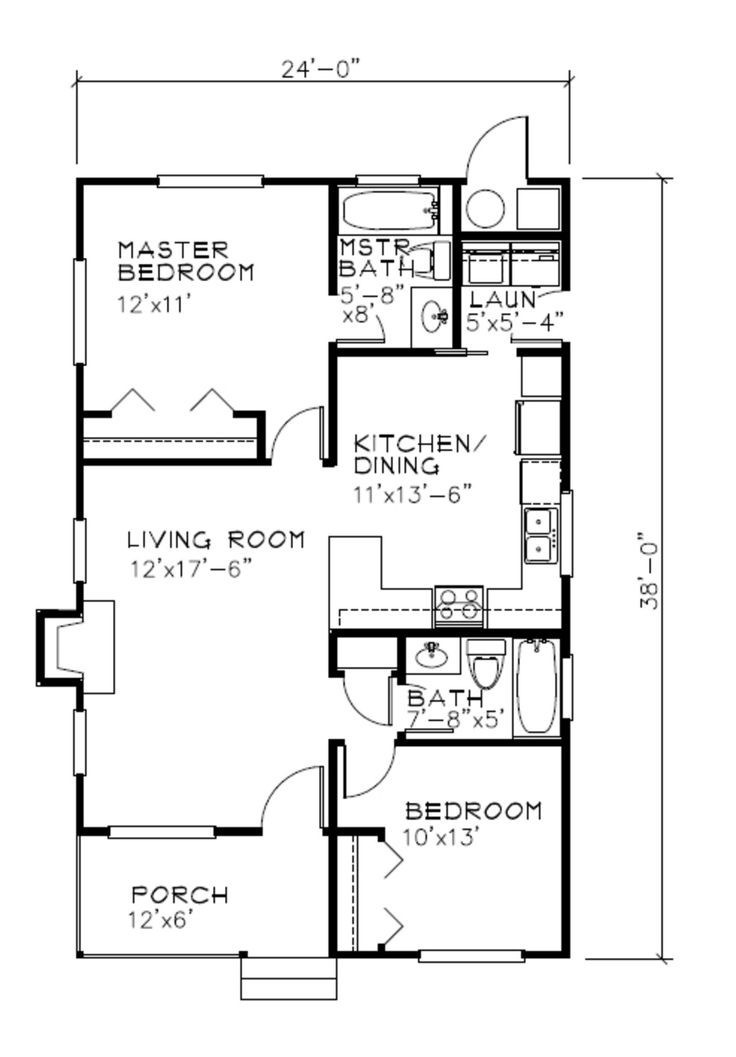 24'-0"
MASTER
BEDROOM
12'x11'
MSTR
BATH
5'-8"
x8'
LAUN
5'x5'-4"
KITCHEN/
DINING
11'x13'-6"
LIVING ROOM
12'x17'-6"
38'-0"
BATH
7'-8"x5'
BEDROOM
10'x13'
PORCH
12'x6'